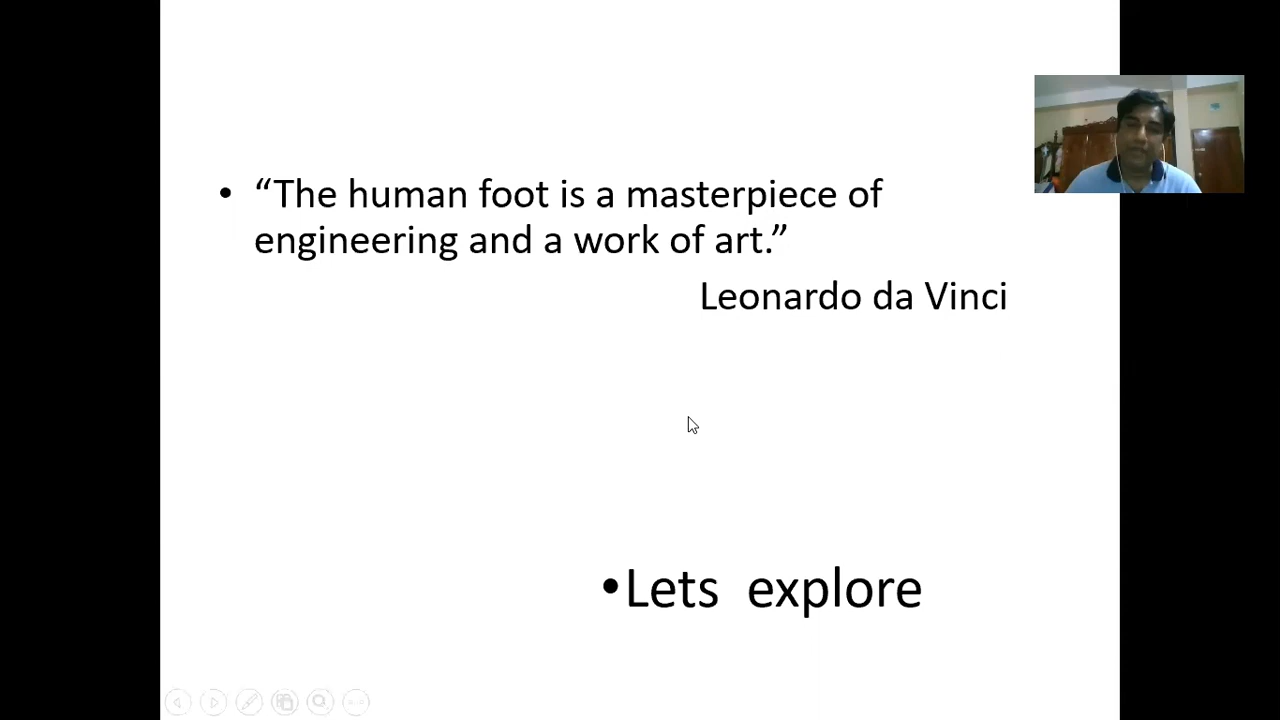 • “The human foot is a masterpiece of
engineering and a work of art.”
Leonardo da Vinci
•Lets explore